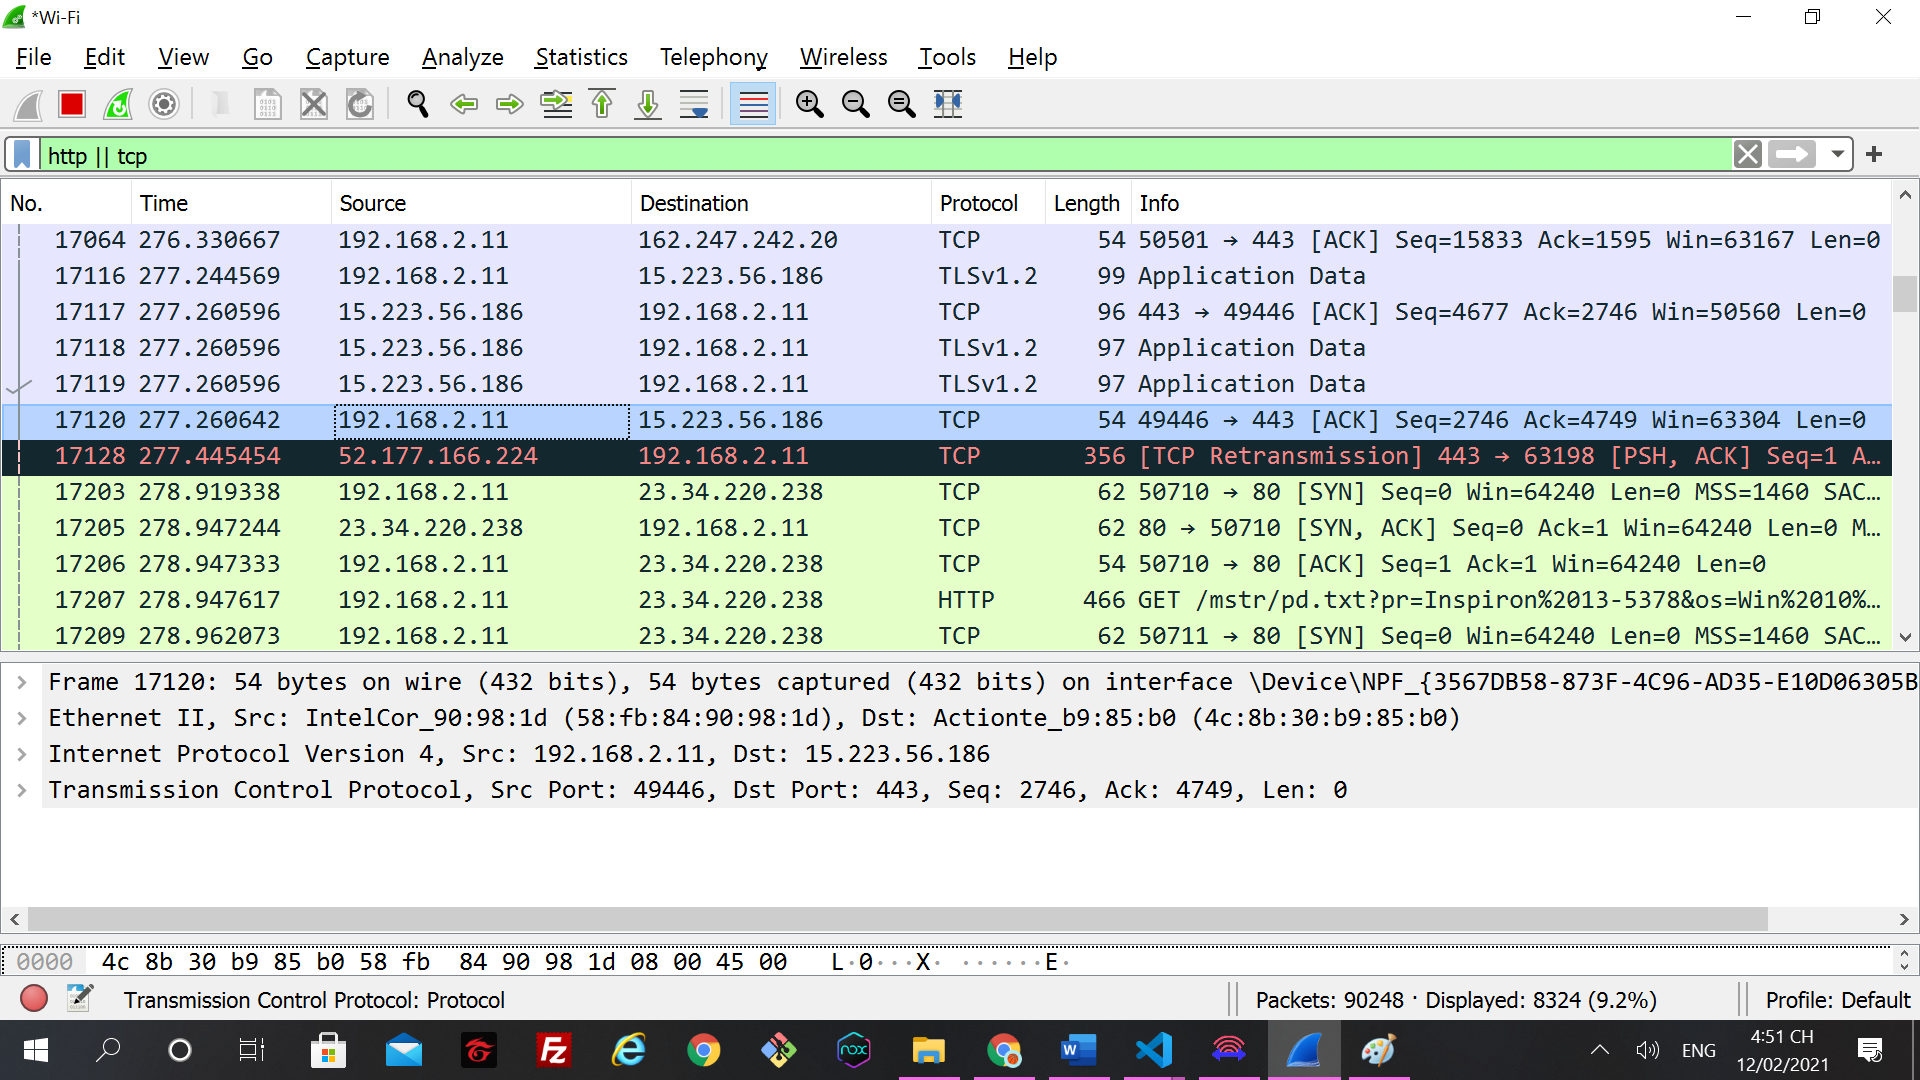 *Wi-Fi
File Edit View Go Capture Analyze Statistics Telephony Wireless Tools Help
http || tcp
No. Time Source Destination Protocol Length Info
17064 276.330667 192.168.2.11 162.247.242.20 TCP 54 50501 → 443 [ACK] Seq=15833 Ack=1595 Win=63167 Len=0
17116 277.244569 192.168.2.11 15.223.56.186 TLSv1.2 99 Application Data
17117 277.260596 15.223.56.186 192.168.2.11 TCP 96 443 → 49446 [ACK] Seq=4677 Ack=2746 Win=50560 Len=0
17118 277.260596 15.223.56.186 192.168.2.11 TLSv1.2 97 Application Data
17119 277.260596 15.223.56.186 192.168.2.11 TLSv1.2 97 Application Data
17120 277.260642 192.168.2.11 15.223.56.186 TCP 54 49446 → 443 [ACK] Seq=2746 Ack=4749 Win=63304 Len=0
17128 277.445454 52.177.166.224 192.168.2.11 TCP 356 [TCP Retransmission] 443 → 63198 [PSH, ACK] Seq=1 A…
17203 278.919338 192.168.2.11 23.34.220.238 TCP 62 50710 → 80 [SYN] Seq=0 Win=64240 Len=0 MSS=1460 SAC…
17205 278.947244 23.34.220.238 192.168.2.11 TCP 62 80 → 50710 [SYN, ACK] Seq=0 Ack=1 Win=64240 Len=0 M…
17206 278.947333 192.168.2.11 23.34.220.238 TCP 54 50710 → 80 [ACK] Seq=1 Ack=1 Win=64240 Len=0
17207 278.947617 192.168.2.11 23.34.220.238 HTTP 466 GET /mstr/pd.txt?pr=Inspiron%2013-5378&os=Win%2010%…
17209 278.962073 192.168.2.11 23.34.220.238 TCP 62 50711 → 80 [SYN] Seq=0 Win=64240 Len=0 MSS=1460 SAC…
Frame 17120: 54 bytes on wire (432 bits), 54 bytes captured (432 bits) on interface \Device\NPF_{3567DB58-873F-4C96-AD35-E10D06305B
Ethernet II, Src: IntelCor_90:98:1d (58:fb:84:90:98:1d), Dst: Actionte_b9:85:b0 (4c:8b:30:b9:85:b0)
Internet Protocol Version 4, Src: 192.168.2.11, Dst: 15.223.56.186
Transmission Control Protocol, Src Port: 49446, Dst Port: 443, Seq: 2746, Ack: 4749, Len: 0
0000 4c 8b 30 b9 85 b0 58 fb 84 90 98 1d 08 00 45 00 L·0···X· ······E·
Transmission Control Protocol: Protocol
Packets: 90248 · Displayed: 8324 (9.2%)
Profile: Default
nox
ENG
4:51 CH
12/02/2021